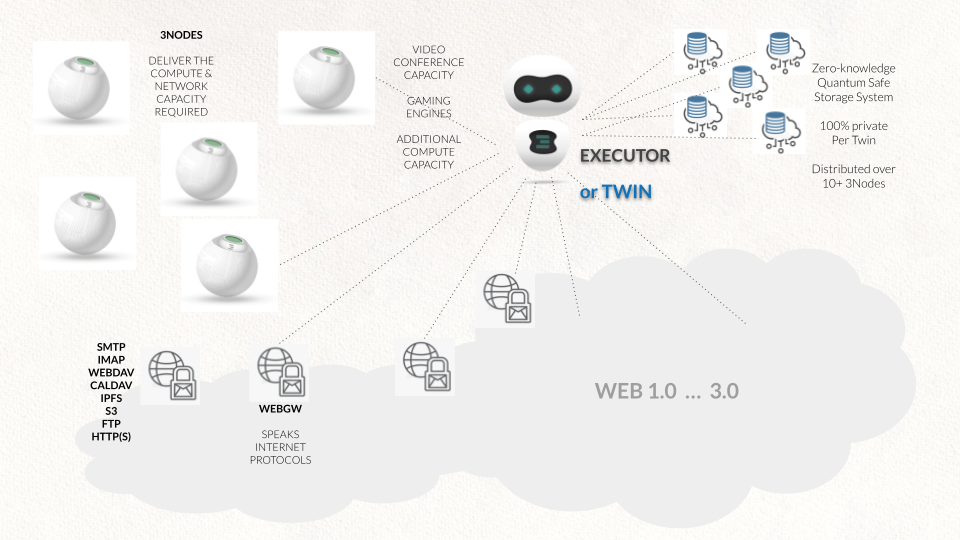 3NODES
DELIVER THE
COMPUTE &
NETWORK
CAPACITY
REQUIRED
VIDEO
CONFERENCE
CAPACITY
GAMING
ENGINES
ADDITIONAL
COMPUTE
CAPACITY
EXECUTOR
or TWIN
Zero-knowledge
Quantum Safe
Storage System
100% private
Per Twin
Distributed over
10+ 3Nodes
SMTP
IMAP
WEBDAV
CALDAV
IPFS
S3
FTP
HTTP(S)
WEBGW
SPEAKS
INTERNET
PROTOCOLS
WEB 1.0 ... 3.0